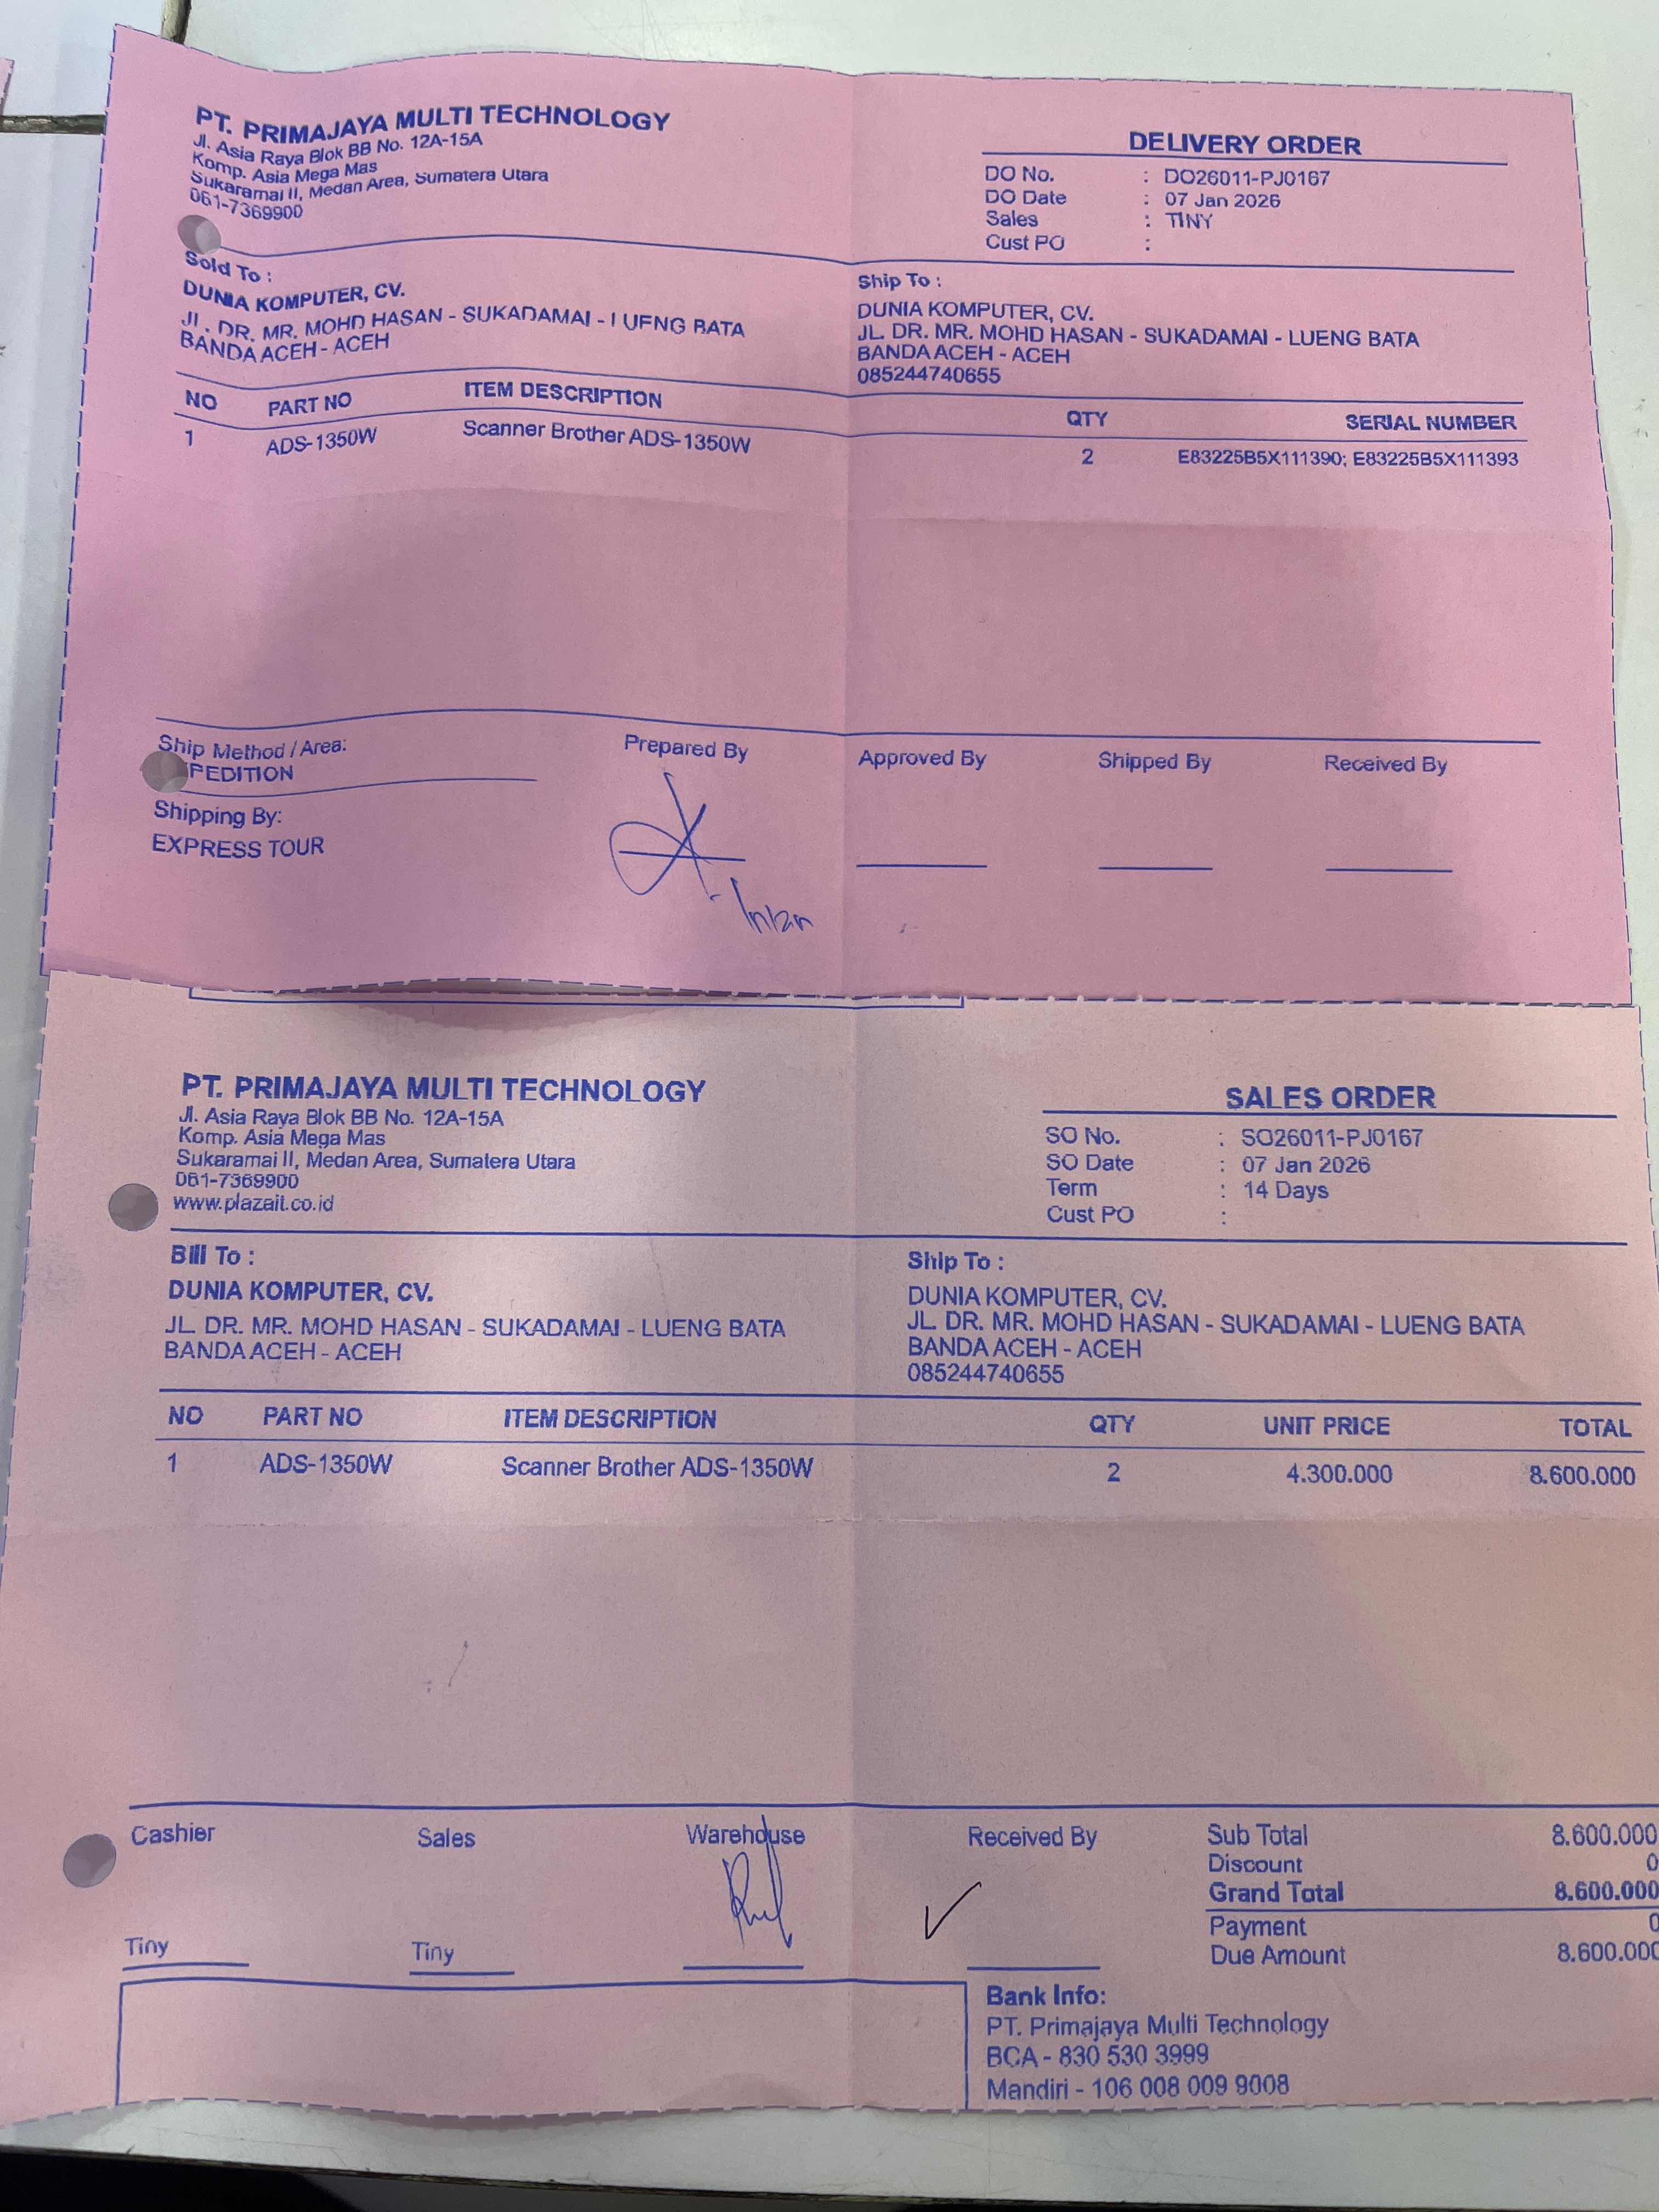 PT. PRIMAJAYA MULTI TECHNOLOGY
Jl. Asia Raya Blok BB No. 12A-15A
Komp. Asia Mega Mas
Sukaramai II, Medan Area, Sumatera Utara
061-7369900
DELIVERY ORDER
DO No. : DO26011-PJ0167
DO Date : 07 Jan 2026
Sales : TINY
Cust PO :
Sold To :
DUNIA KOMPUTER, CV.
JL. DR. MR. MOHD HASAN - SUKADAMAI - LUENG BATA
BANDA ACEH - ACEH
Ship To :
DUNIA KOMPUTER, CV.
JL. DR. MR. MOHD HASAN - SUKADAMAI - LUENG BATA
BANDA ACEH - ACEH
085244740655
NO PART NO ITEM DESCRIPTION QTY SERIAL NUMBER
1 ADS-1350W Scanner Brother ADS-1350W 2 E83225B5X111390; E83225B5X111393
Ship Method / Area:
PEDITION
Shipping By:
EXPRESS TOUR
Prepared By Approved By Shipped By Received By
PT. PRIMAJAYA MULTI TECHNOLOGY
Jl. Asia Raya Blok BB No. 12A-15A
Komp. Asia Mega Mas
Sukaramai II, Medan Area, Sumatera Utara
061-7369900
www.plazait.co.id
SALES ORDER
SO No. : SO26011-PJ0167
SO Date : 07 Jan 2026
Term : 14 Days
Cust PO :
Bill To :
DUNIA KOMPUTER, CV.
JL. DR. MR. MOHD HASAN - SUKADAMAI - LUENG BATA
BANDA ACEH - ACEH
Ship To :
DUNIA KOMPUTER, CV.
JL. DR. MR. MOHD HASAN - SUKADAMAI - LUENG BATA
BANDA ACEH - ACEH
085244740655
NO PART NO ITEM DESCRIPTION QTY UNIT PRICE TOTAL
1 ADS-1350W Scanner Brother ADS-1350W 2 4.300.000 8.600.000
Cashier Sales Warehouse Received By
Tiny Tiny
Sub Total 8.600.000
Discount 0
Grand Total 8.600.000
Payment 0
Due Amount 8.600.000
Bank Info:
PT. Primajaya Multi Technology
BCA - 830 530 3999
Mandiri - 106 008 009 9008